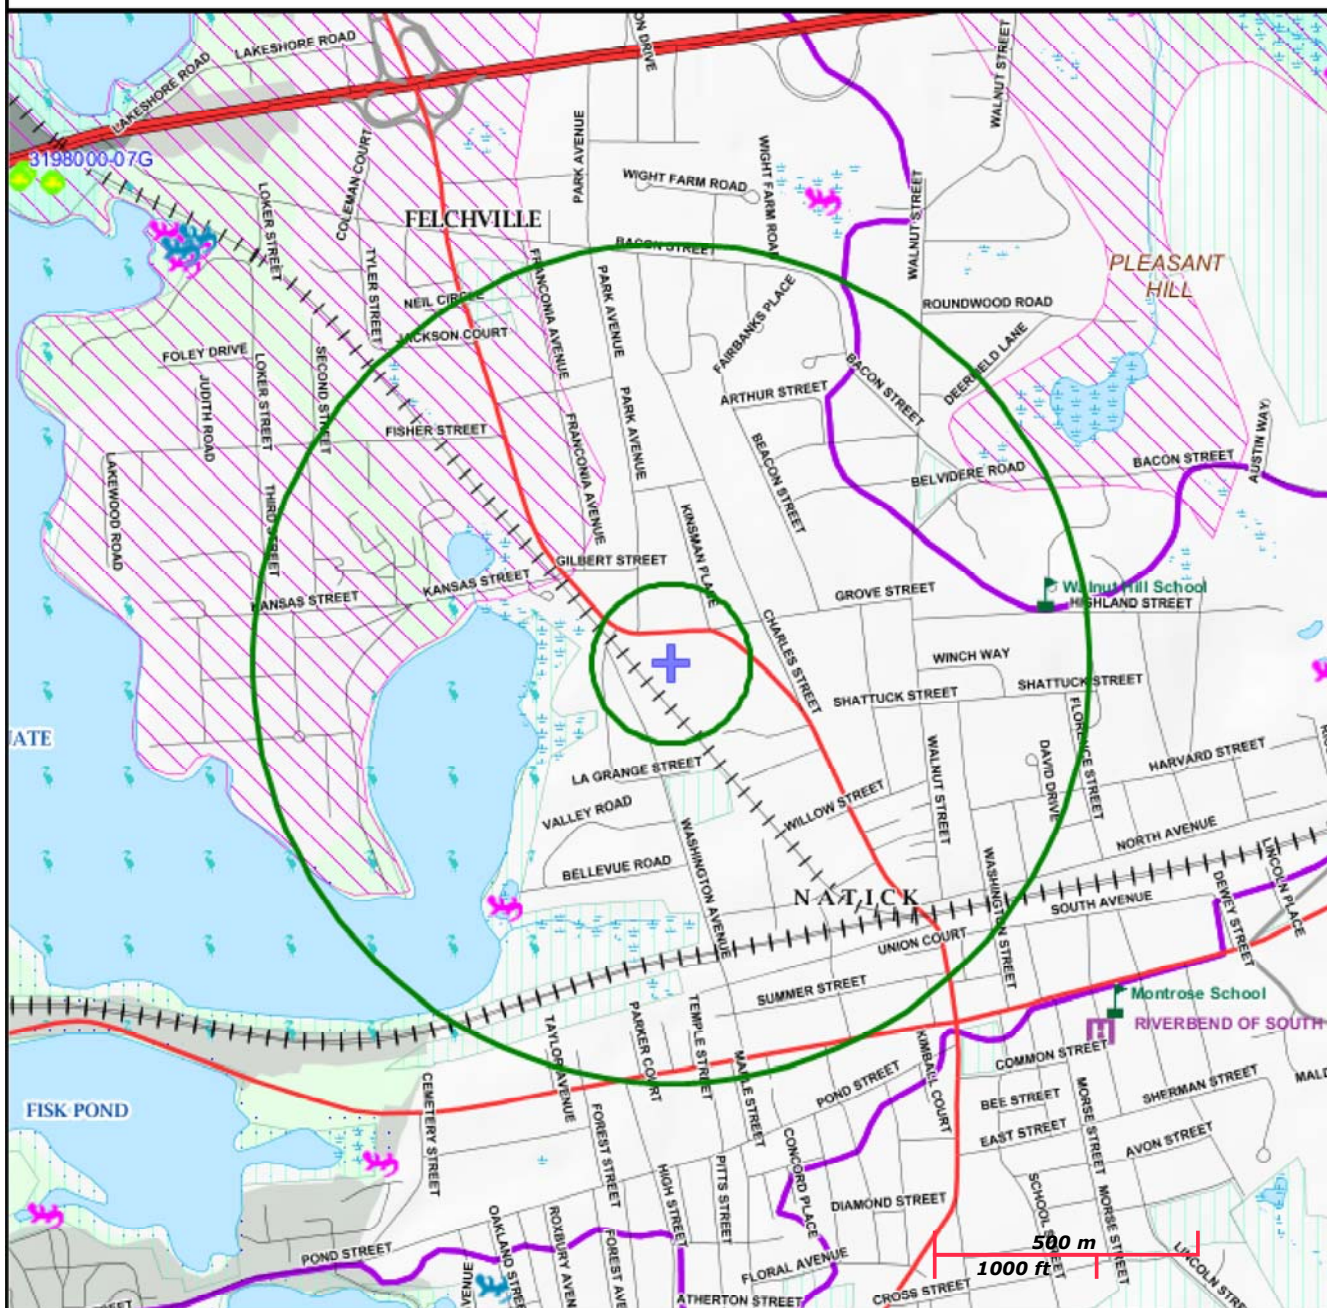 LAKESHORE ROAD
LAKESHORE ROAD
ON DRIVE
WALNUT STREET
3198000-07G
COLEMAN COURT
PARK AVENUE
WIGHT FARM ROAD
WIGHT FARM ROAD
LOKER STREET
FELCHVILLE
WALNUT STREET
TYLER STREET
BACON STREET
FRANCONIA AVENUE
PARK AVENUE
PLEASANT
HILL
NEIL CIRCLE
FAIRBANKS PLACE
ROUNDWOOD ROAD
JACKSON COURT
DEERFIELD LANE
FOLEY DRIVE
JUDITH ROAD
LOKER STREET
SECOND STREET
BACON STREET
ARTHUR STREET
PARK AVENUE
FISHER STREET
FRANCONIA AVENUE
BEACON STREET
AUSTIN WAY
BACON STREET
BELVIDERE ROAD
LAKEWOOD ROAD
THIRD STREET
KINSMAN PLACE
GILBERT STREET
KANSAS STREET
KANSAS STREET
GROVE STREET
Walnut Hill School
HIGHLAND STREET
CHARLES STREET
WINCH WAY
SHATTUCK STREET
SHATTUCK STREET
FLORENCE STREET
UATE
WALNUT STREET
DAVID DRIVE
HARVARD STREET
LA GRANGE STREET
VALLEY ROAD
WILLOW STREET
NORTH AVENUE
BELLEVUE ROAD
WASHINGTON AVENUE
WASHINGTON STREET
LINCOLN PLACE
DEWEY STREET
NATICK
SOUTH AVENUE
UNION COURT
SUMMER STREET
Montrose School
RIVERBEND OF SOUTH
TAYLOR AVENUE
PARKER COURT
TEMPLE STREET
MAPLE STREET
KIMBALL COURT
COMMON STREET
FISK POND
CEMETERY STREET
FOREST STREET
POND STREET
BEE STREET
MORSE STREET
SHERMAN STREET
MALD
EAST STREET
AVON STREET
CONCORD PLACE
HIGH STREET
PITTS STREET
DIAMOND STREET
SCHOOL STREET
MORSE STREET
OAKLAND STREET
ROXBURY AVEN
FOREST AVE
POND STREET
500 m
1000 ft
LINCOLN STR
FLORAL AVENUE
AVENUE
ATHERTON STREET
CROSS STREET
REET